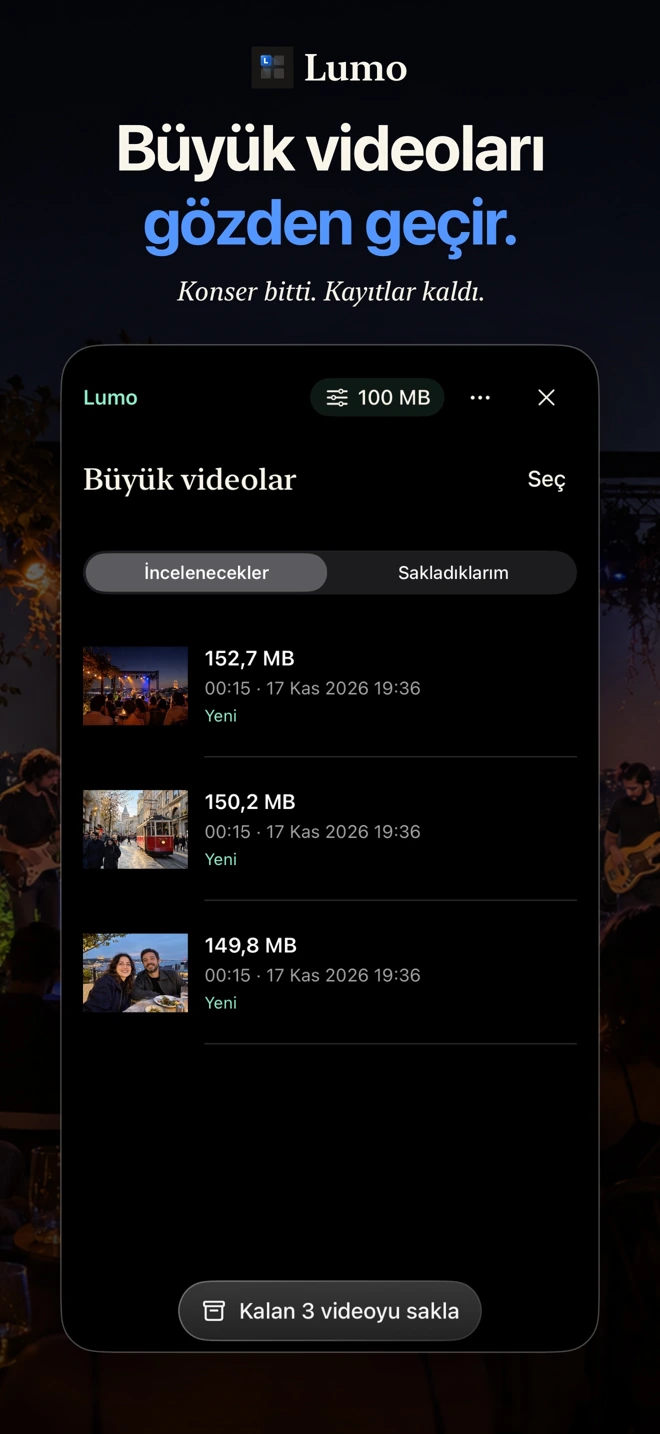 Lumo
Büyük videoları
gözden geçir.
Konser bitti. Kayıtlar kaldı.
Lumo
100 MB
Büyük videolar
Seç
İncelenecekler
Sakladıklarım
152,7 MB
00:15 · 17 Kas 2026 19:36
Yeni
150,2 MB
00:15 · 17 Kas 2026 19:36
Yeni
149,8 MB
00:15 · 17 Kas 2026 19:36
Yeni
Kalan 3 videoyu sakla